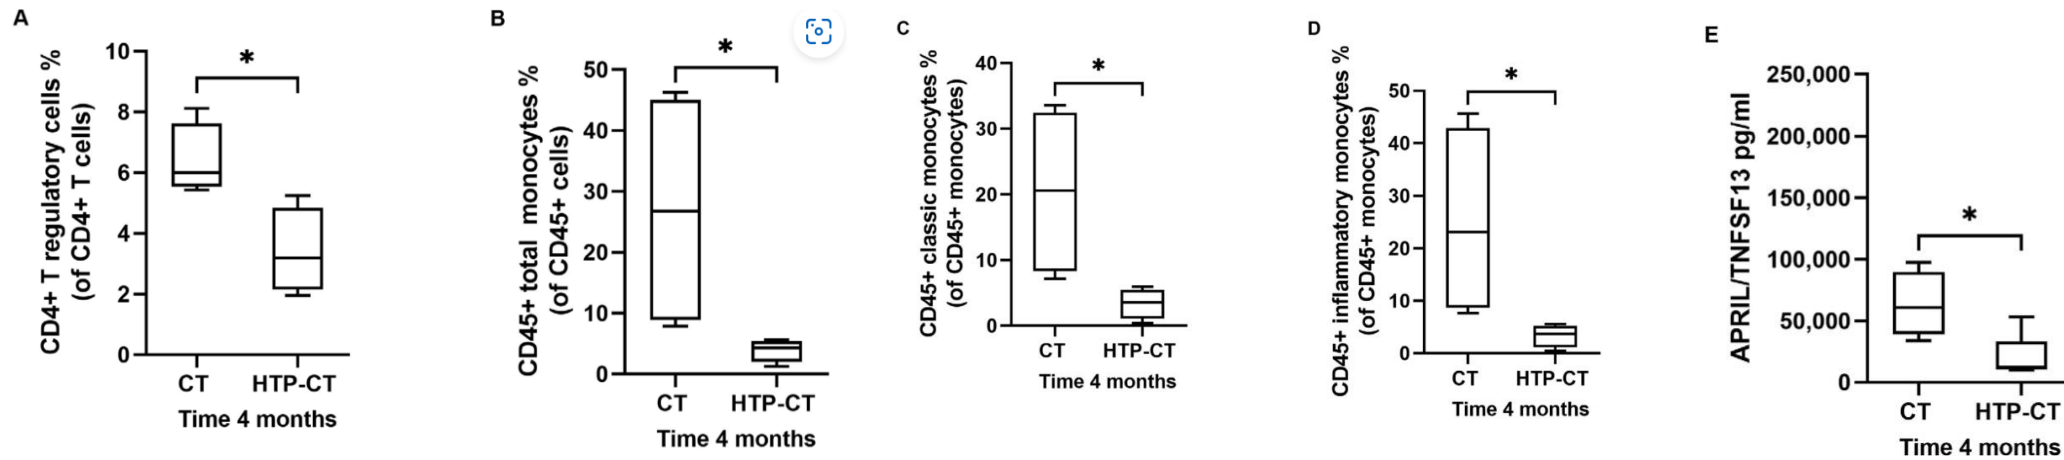 A
CD4+ T regulatory cells %
(of CD4+ T cells)
10
8
6
4
2
0
*
CT HTP-CT
Time 4 months
B
CD45+ total monocytes %
(of CD45+ cells)
50
40
30
20
10
0
*
CT HTP-CT
Time 4 months
C
CD45+ classic monocytes %
(of CD45+ monocytes)
40
30
20
10
0
*
CT HTP-CT
Time 4 months
D
CD45+ inflammatory monocytes %
(of CD45+ monocytes)
50
40
30
20
10
0
*
CT HTP-CT
Time 4 months
E
APRIL/TNFSF13 pg/ml
250,000
200,000
150,000
100,000
50,000
0
*
CT HTP-CT
Time 4 months